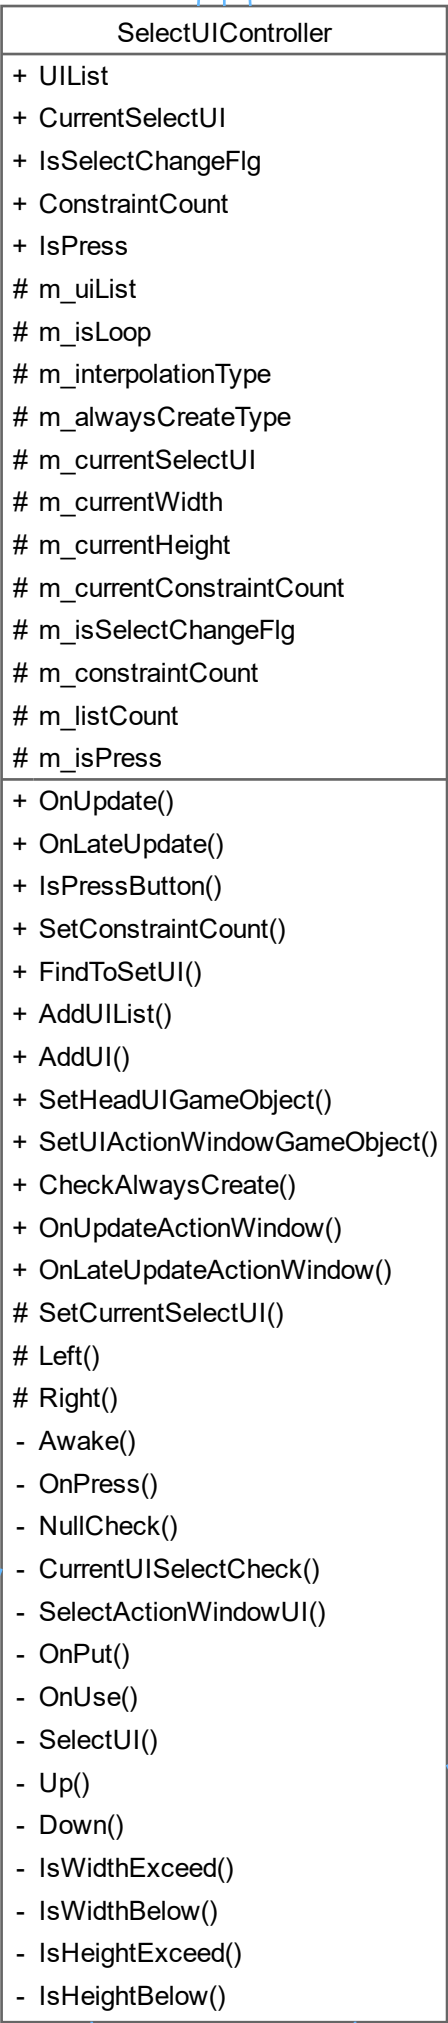 SelectUIController
+ UIList
+ CurrentSelectUI
+ IsSelectChangeFlg
+ ConstraintCount
+ IsPress
# m_uiList
# m_isLoop
# m_interpolationType
# m_alwaysCreateType
# m_currentSelectUI
# m_currentWidth
# m_currentHeight
# m_currentConstraintCount
# m_isSelectChangeFlg
# m_constraintCount
# m_listCount
# m_isPress
+ OnUpdate()
+ OnLateUpdate()
+ IsPressButton()
+ SetConstraintCount()
+ FindToSetUI()
+ AddUIList()
+ AddUI()
+ SetHeadUIGameObject()
+ SetUIActionWindowGameObject()
+ CheckAlwaysCreate()
+ OnUpdateActionWindow()
+ OnLateUpdateActionWindow()
# SetCurrentSelectUI()
# Left()
# Right()
- Awake()
- OnPress()
- NullCheck()
- CurrentUISelectCheck()
- SelectActionWindowUI()
- OnPut()
- OnUse()
- SelectUI()
- Up()
- Down()
- IsWidthExceed()
- IsWidthBelow()
- IsHeightExceed()
- IsHeightBelow()